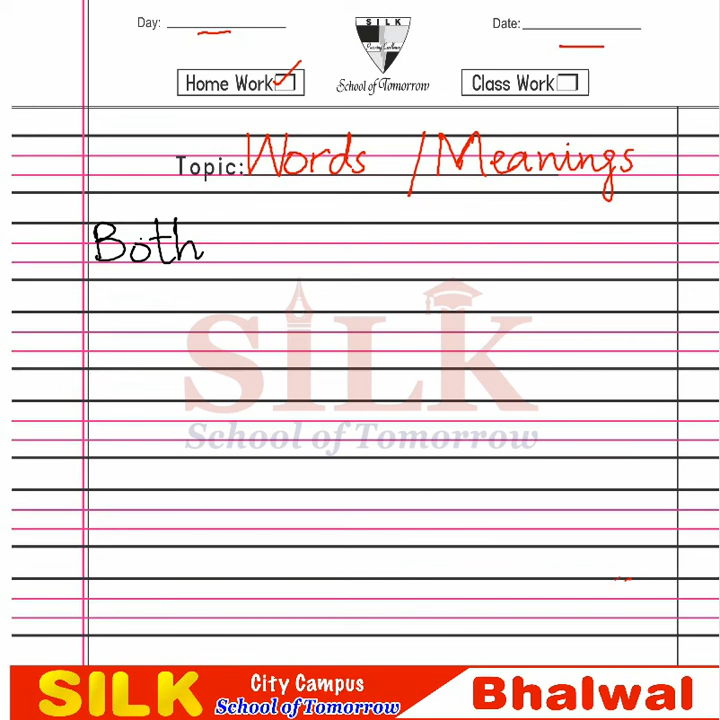 Day: Date:
SILK
Home Work School of Tomorrow Class Work
Topic: Words / Meanings
Both
SiLK
School of Tomorrow
SILK City Campus School of Tomorrow Bhalwal